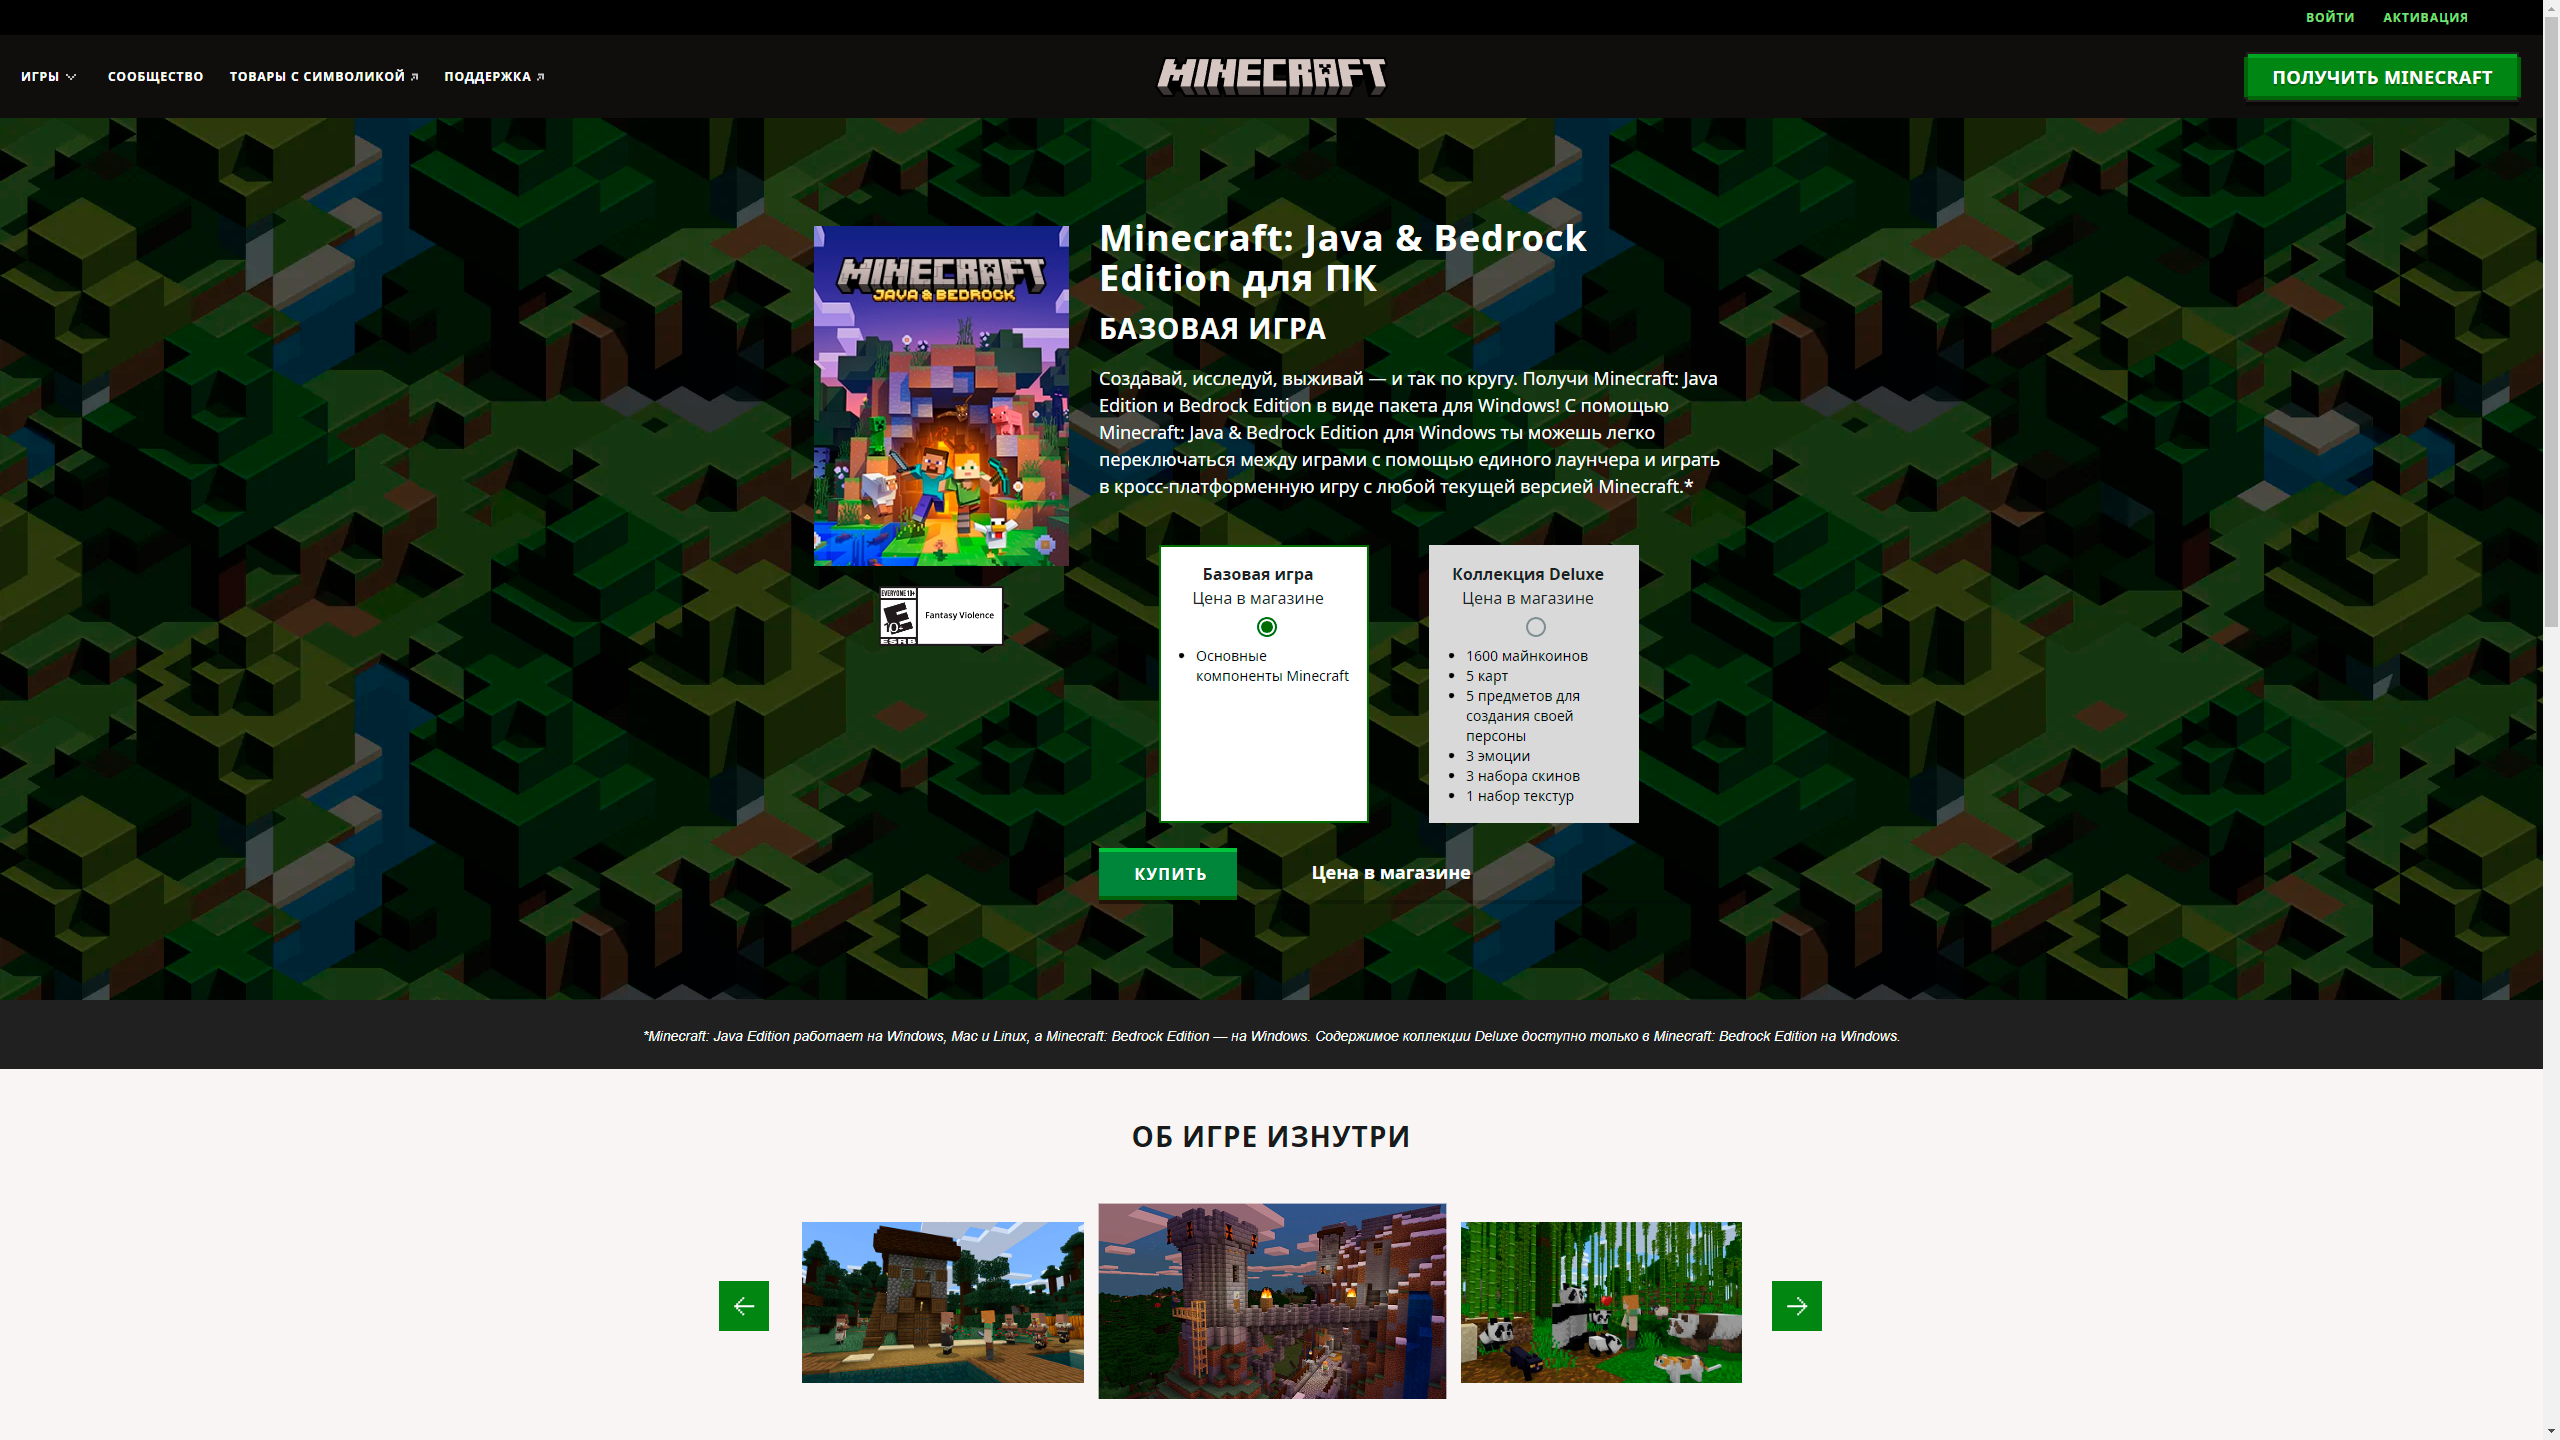 ВОЙТИ АКТИВАЦИЯ
ИГРЫ СООБЩЕСТВО ТОВАРЫ С СИМВОЛИКОЙ ПОДДЕРЖКА
MINECRAFT
ПОЛУЧИТЬ MINECRAFT
MINECRAFT
JAVA & BEDROCK
EVERYONE 10+
E
10+
ESRB
Fantasy Violence
Minecraft: Java & Bedrock
Edition для ПК
БАЗОВАЯ ИГРА
Создавай, исследуй, выживай — и так по кругу. Получи Minecraft: Java
Edition и Bedrock Edition в виде пакета для Windows! С помощью
Minecraft: Java & Bedrock Edition для Windows ты можешь легко
переключаться между играми с помощью единого лаунчера и играть
в кросс-платформенную игру с любой текущей версией Minecraft.*
Базовая игра
Цена в магазине
• Основные
компоненты Minecraft
Коллекция Deluxe
Цена в магазине
• 1600 майнкоинов
• 5 карт
• 5 предметов для
создания своей
персоны
• 3 эмоции
• 3 набора скинов
• 1 набор текстур
КУПИТЬ
Цена в магазине
*Minecraft: Java Edition работает на Windows, Mac и Linux, а Minecraft: Bedrock Edition — на Windows. Содержимое коллекции Deluxe доступно только в Minecraft: Bedrock Edition на Windows.
ОБ ИГРЕ ИЗНУТРИ